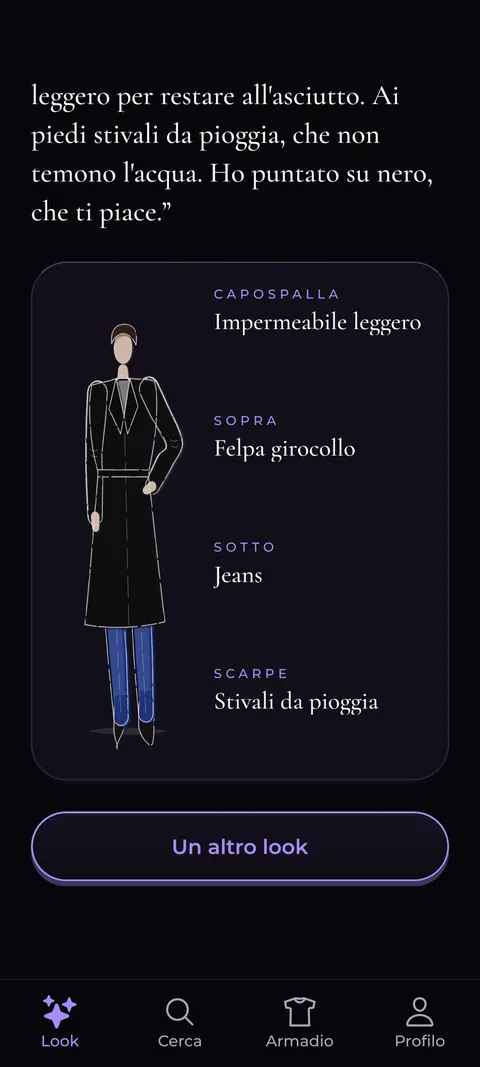 leggero per restare all'asciutto. Ai
piedi stivali da pioggia, che non
temono l'acqua. Ho puntato su nero,
che ti piace.”
CAPOSPALLA
Impermeabile leggero
SOPRA
Felpa girocollo
SOTTO
Jeans
SCARPE
Stivali da pioggia
Un altro look
Look
Cerca
Armadio
Profilo